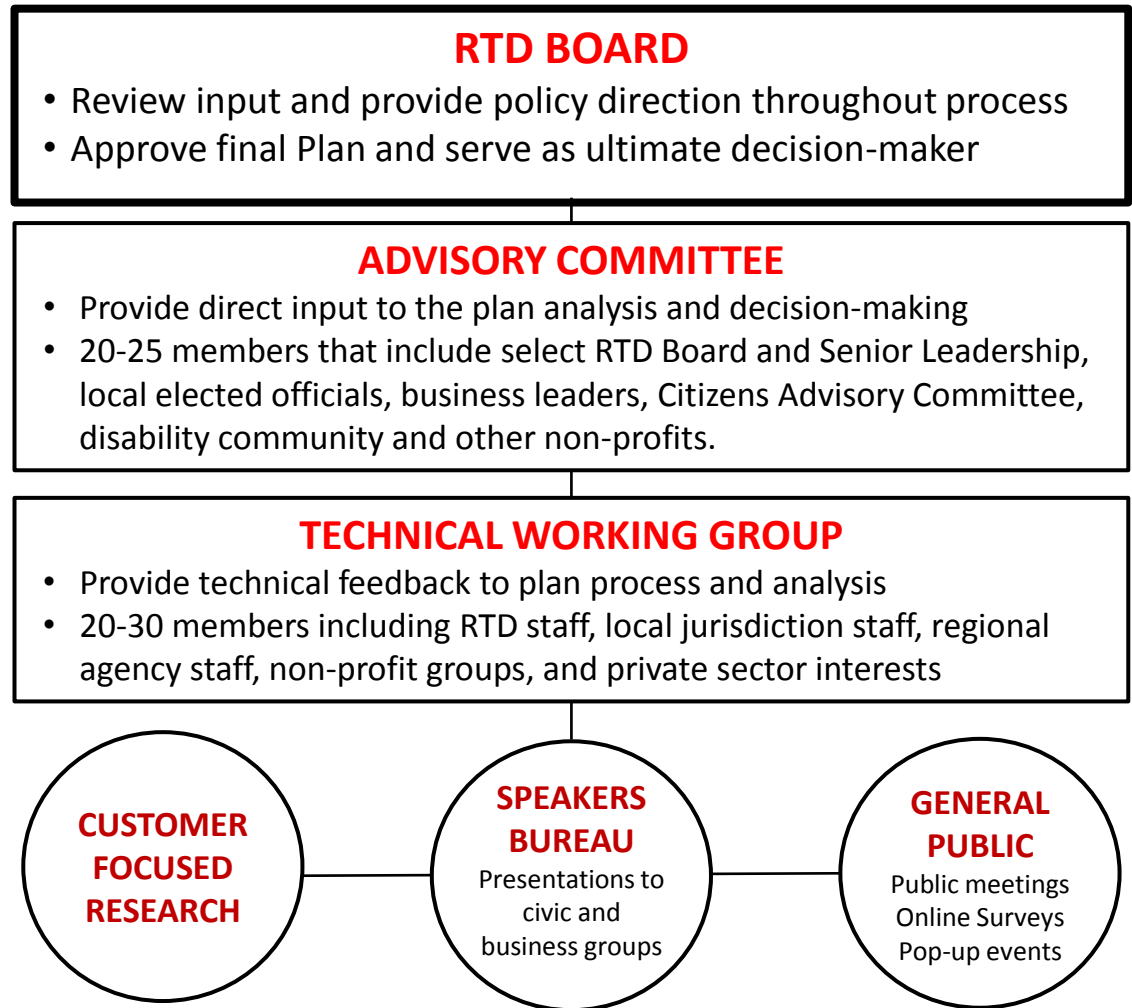 RTD BOARD
• Review input and provide policy direction throughout process
• Approve final Plan and serve as ultimate decision-maker
ADVISORY COMMITTEE
• Provide direct input to the plan analysis and decision-making
• 20-25 members that include select RTD Board and Senior Leadership,
local elected officials, business leaders, Citizens Advisory Committee,
disability community and other non-profits.
TECHNICAL WORKING GROUP
• Provide technical feedback to plan process and analysis
• 20-30 members including RTD staff, local jurisdiction staff, regional
agency staff, non-profit groups, and private sector interests
CUSTOMER
FOCUSED
RESEARCH
SPEAKERS
BUREAU
Presentations to
civic and
business groups
GENERAL
PUBLIC
Public meetings
Online Surveys
Pop-up events